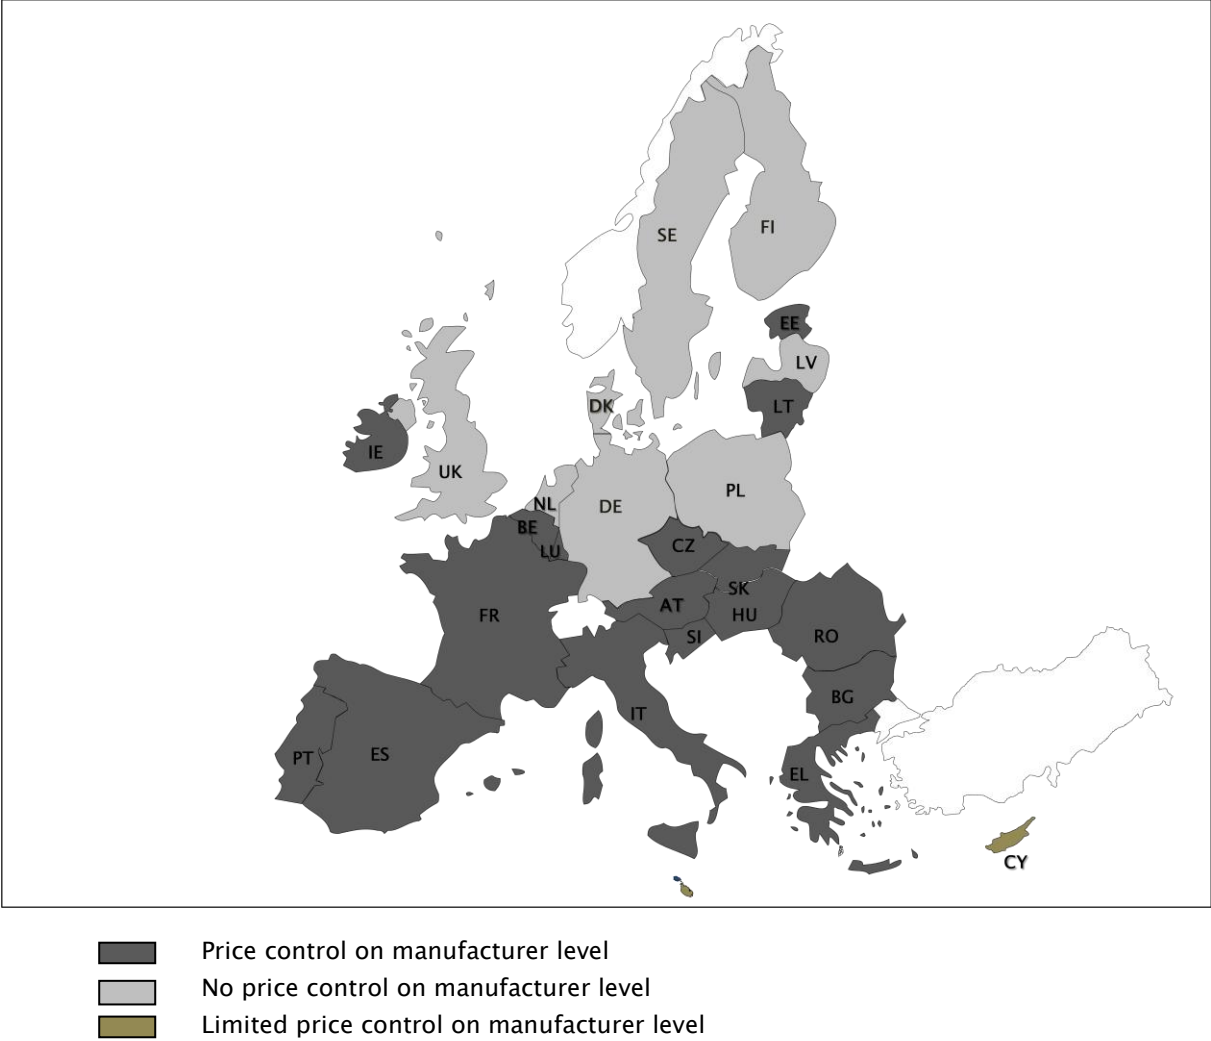 SE
FI
EE
LV
LT
DK
IE
UK
NL
DE
PL
BE
LU
CZ
SK
FR
AT
HU
SI
RO
BG
IT
PT
ES
EL
CY
Price control on manufacturer level
No price control on manufacturer level
Limited price control on manufacturer level